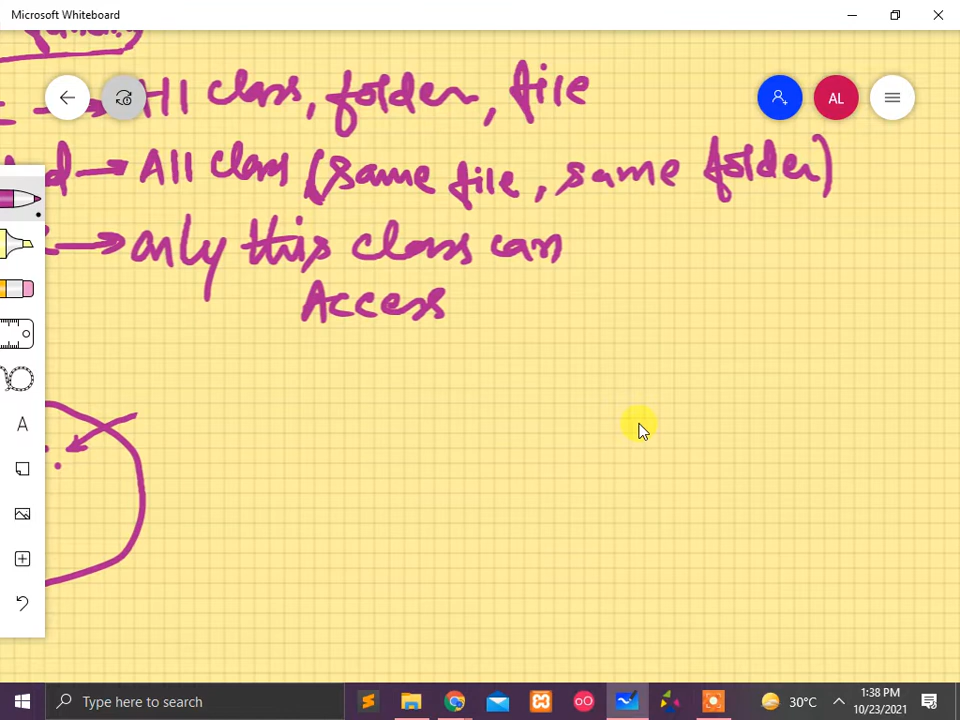 Microsoft Whiteboard
All class, folder, file
AL
d → All class (same file, same folder)
→ only this class can
Access
A
Type here to search
30°C
1:38 PM
10/23/2021